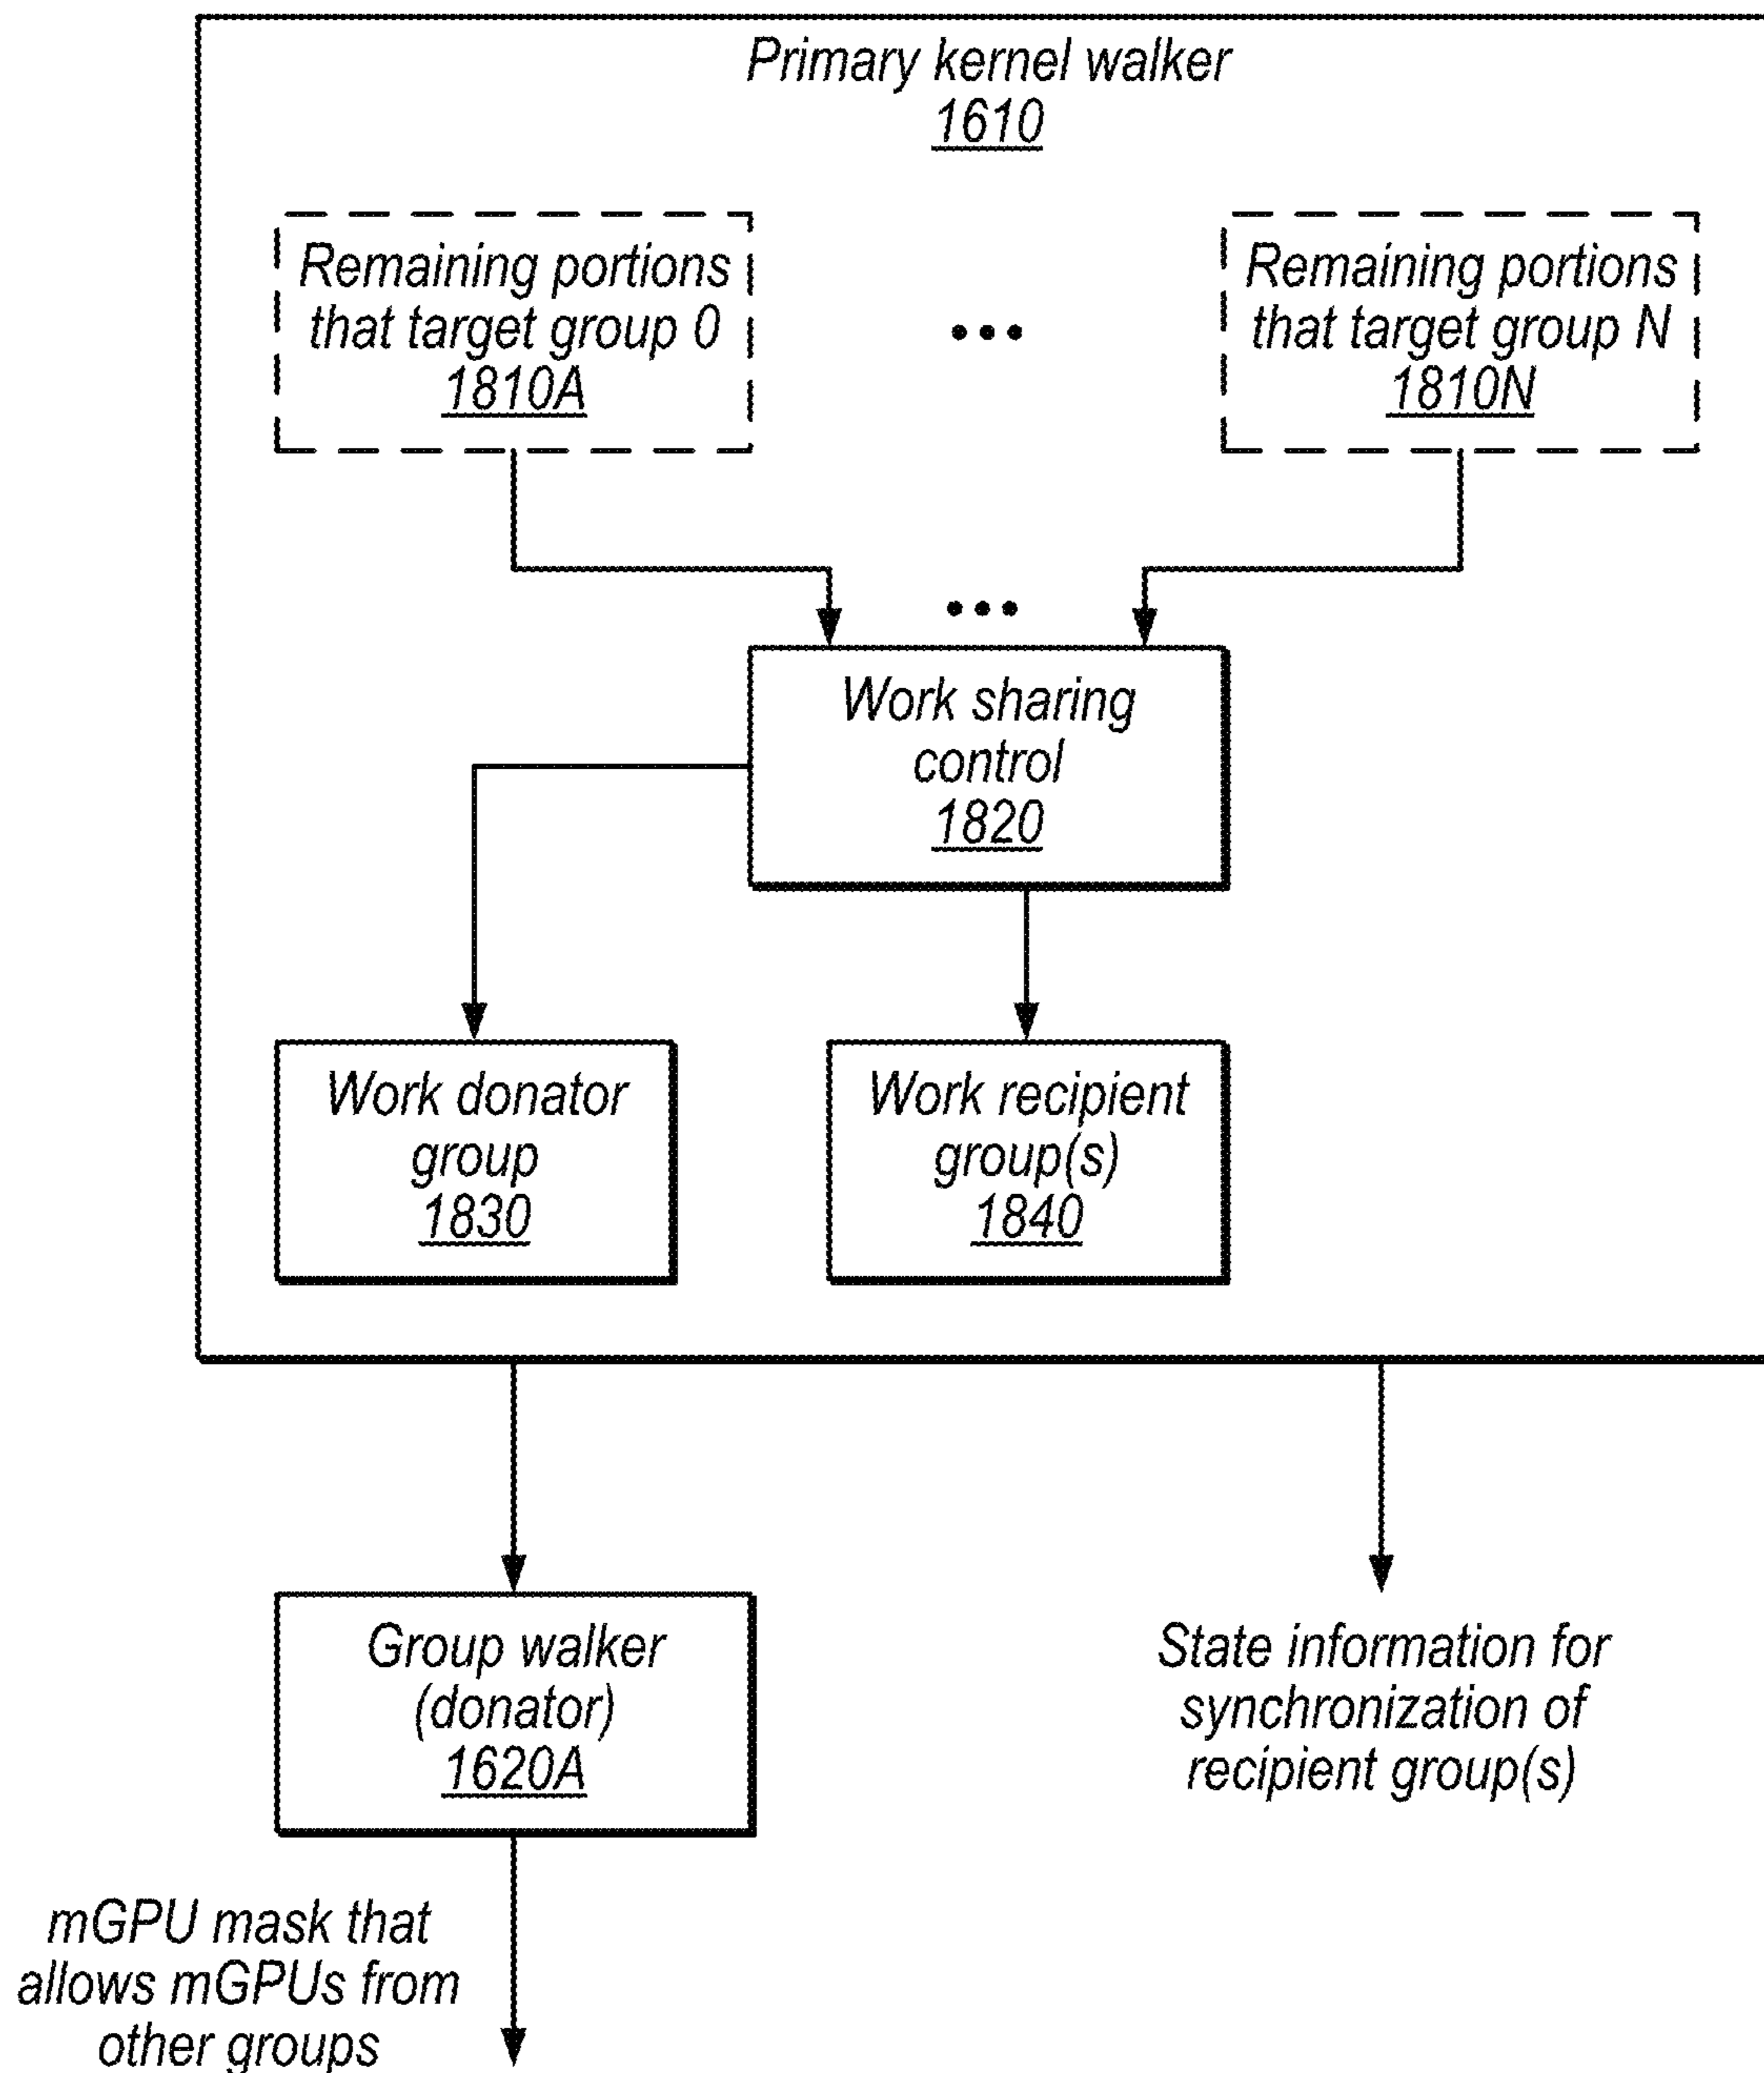 Primary kernel walker
1610
Remaining portions
that target group 0
1810A
...
Remaining portions
that target group N
1810N
...
Work sharing
control
1820
Work donator
group
1830
Work recipient
group(s)
1840
Group walker
(donator)
1620A
State information for
synchronization of
recipient group(s)
mGPU mask that
allows mGPUs from
other groups